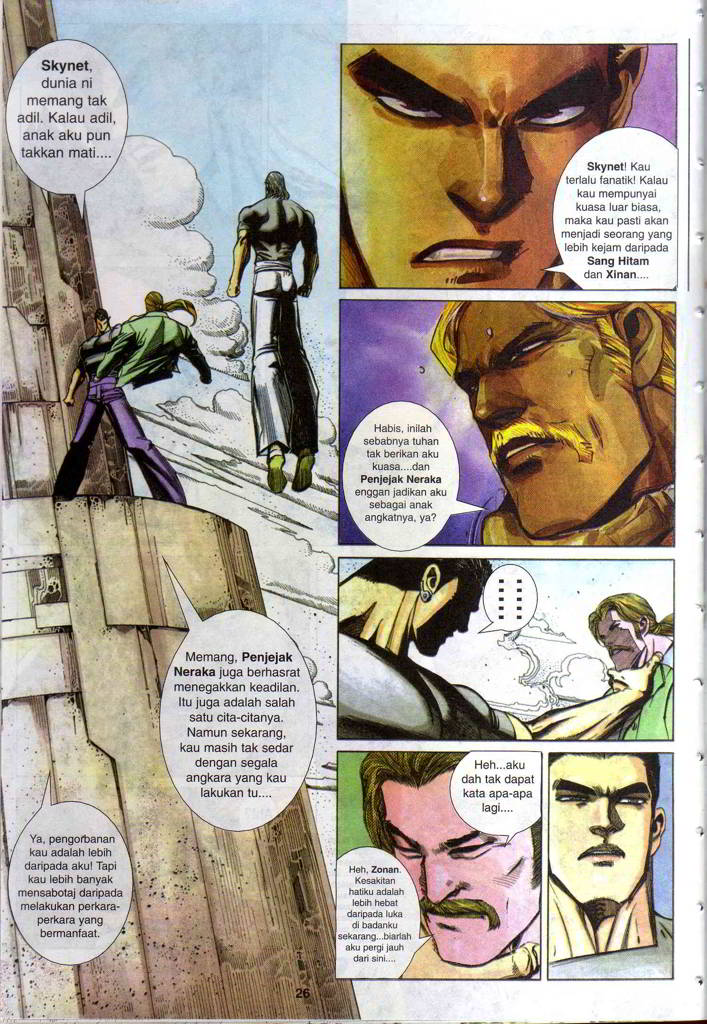 Skynet,
dunia ni
memang tak
adil. Kalau adil,
anak aku pun
takkan mati....
Memang, Penjejak
Neraka juga berhasrat
menegakkan keadilan.
Itu juga adalah salah
satu cita-citanya.
Namun sekarang,
kau masih tak sedar
dengan segala
angkara yang kau
lakukan tu....
Ya, pengorbanan
kau adalah lebih
daripada aku! Tapi
kau lebih banyak
mensabotaj daripada
melakukan perkara-
perkara yang
bermanfaat.
Skynet! Kau
terlalu fanatik! Kalau
kau mempunyai
kuasa luar biasa,
maka kau pasti akan
menjadi seorang yang
lebih kejam daripada
Sang Hitam
dan Xinan....
Habis, inilah
sebabnya tuhan
tak berikan aku
kuasa....dan
Penjejak Neraka
enggan jadikan aku
sebagai anak
angkatnya, ya?
Heh...aku
dah tak dapat
kata apa-apa
lagi....
Heh, Zonan.
Kesakitan
hatiku adalah
lebih hebat
daripada luka
di badanku
sekarang...biarlah
aku pergi jauh
dari sini....
26